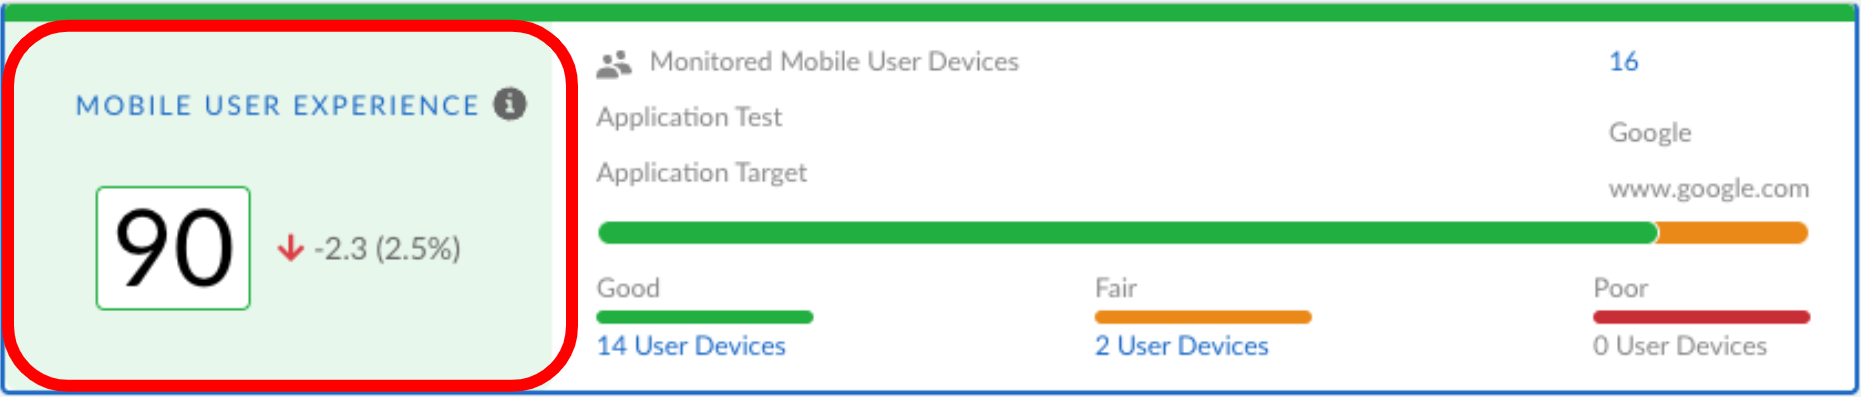 MOBILE USER EXPERIENCE
90
-2.3 (2.5%)
Monitored Mobile User Devices 16
Application Test Google
Application Target www.google.com
Good Fair Poor
14 User Devices 2 User Devices 0 User Devices